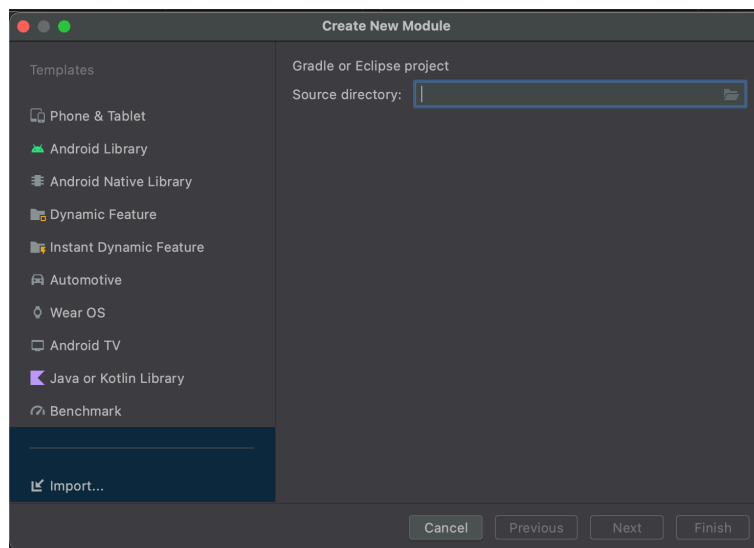 Create New Module
Templates
Phone & Tablet
Android Library
Android Native Library
Dynamic Feature
Instant Dynamic Feature
Automotive
Wear OS
Android TV
Java or Kotlin Library
Benchmark
Import...
Gradle or Eclipse project
Source directory:
Cancel
Previous
Next
Finish